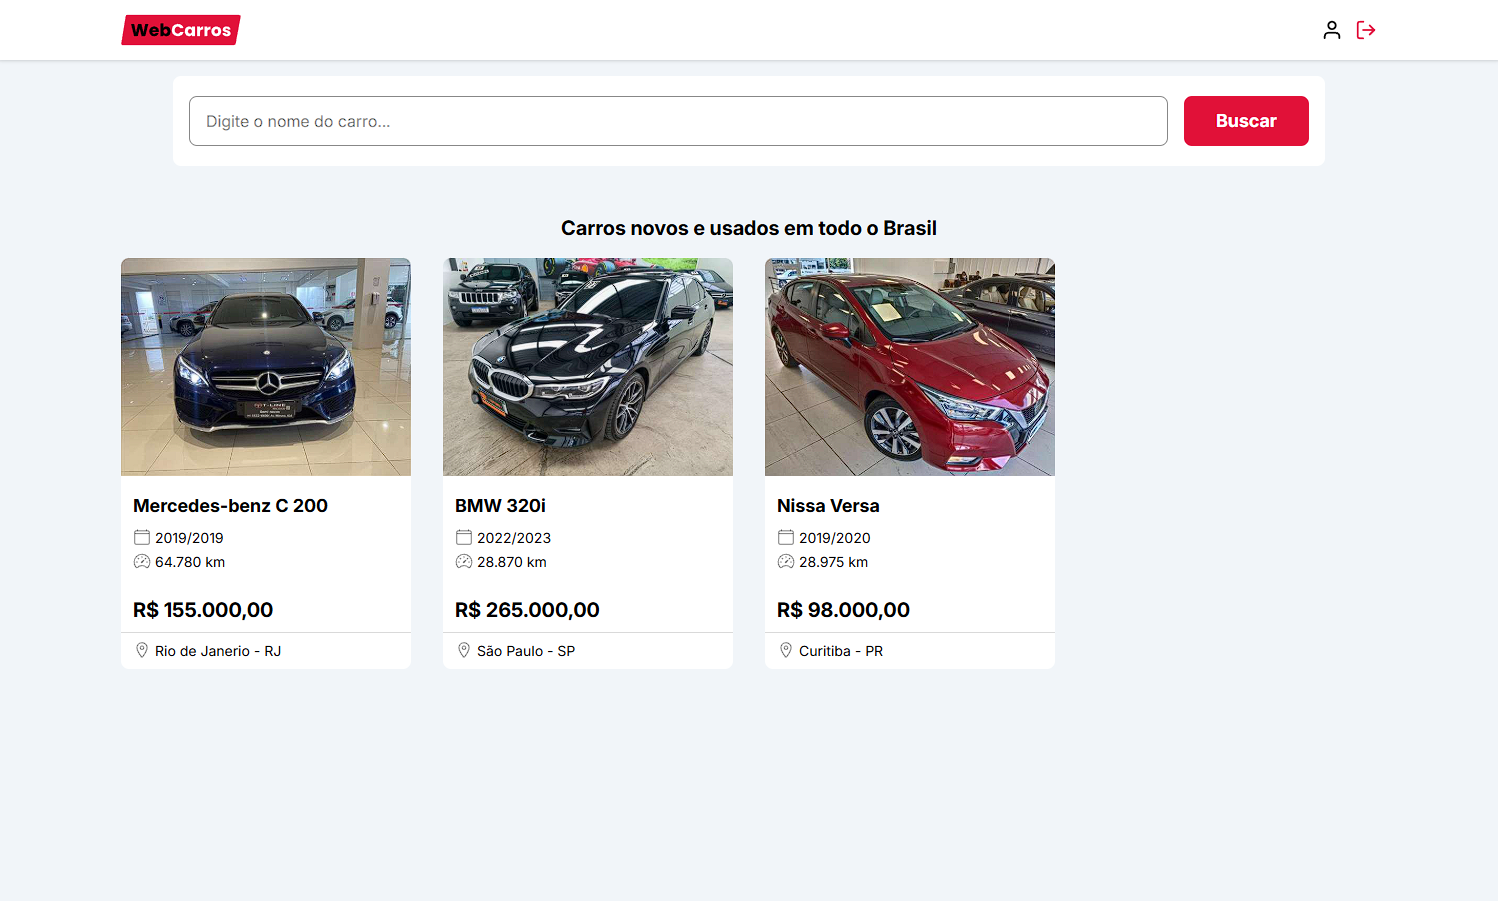 WebCarros
Digite o nome do carro...
Buscar
Carros novos e usados em todo o Brasil
T-LINE
Mercedes-benz C 200
2019/2019
64.780 km
R$ 155.000,00
Rio de Janerio - RJ
BMW 320i
2022/2023
28.870 km
R$ 265.000,00
São Paulo - SP
Nissa Versa
2019/2020
28.975 km
R$ 98.000,00
Curitiba - PR